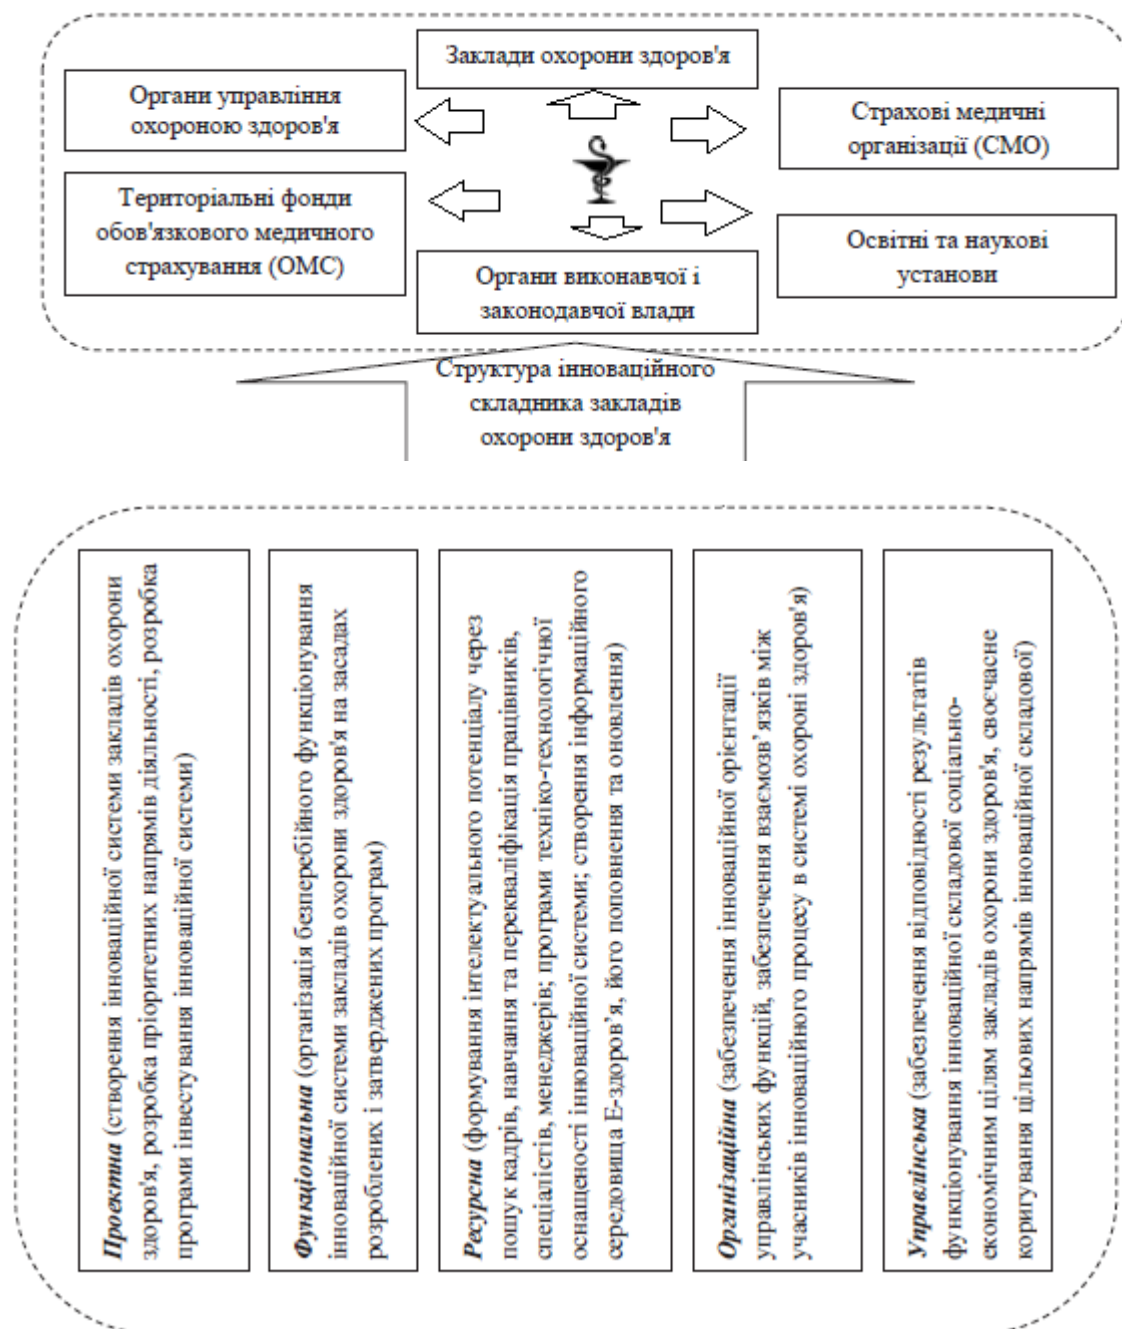 Заклади охорони здоров'я
Органи управління
охороною здоров'я
Страхові медичні
організації (СМО)
Територіальні фонди
обов'язкового медичного
страхування (ОМС)
Освітні та наукові
установи
Органи виконавчої і
законодавчої влади
Структура інноваційного
складника закладів
охорони здоров'я
Проектна (створення інноваційної системи закладів охорони
здоров'я, розробка пріоритетних напрямів діяльності, розробка
програми інвестування інноваційної системи)
Функціональна (організація безперебійного функціонування
інноваційної системи закладів охорони здоров'я на засадах
розроблених і затверджених програм)
Ресурсна (формування інтелектуального потенціалу через
пошук кадрів, навчання та перекваліфікація працівників,
спеціалістів, менеджерів; програми техніко-технологічної
оснащеності інноваційної системи; створення інформаційного
середовища Е-здоров'я, його поповнення та оновлення)
Організаційна (забезпечення інноваційної орієнтації
управлінських функцій, забезпечення взаємозв'язків між
учасників інноваційного процесу в системі охороні здоров'я)
Управлінська (забезпечення відповідності результатів
функціонування інноваційної складової соціально-
економічним цілям закладів охорони здоров'я, своєчасне
коригування цільових напрямів інноваційної складової)